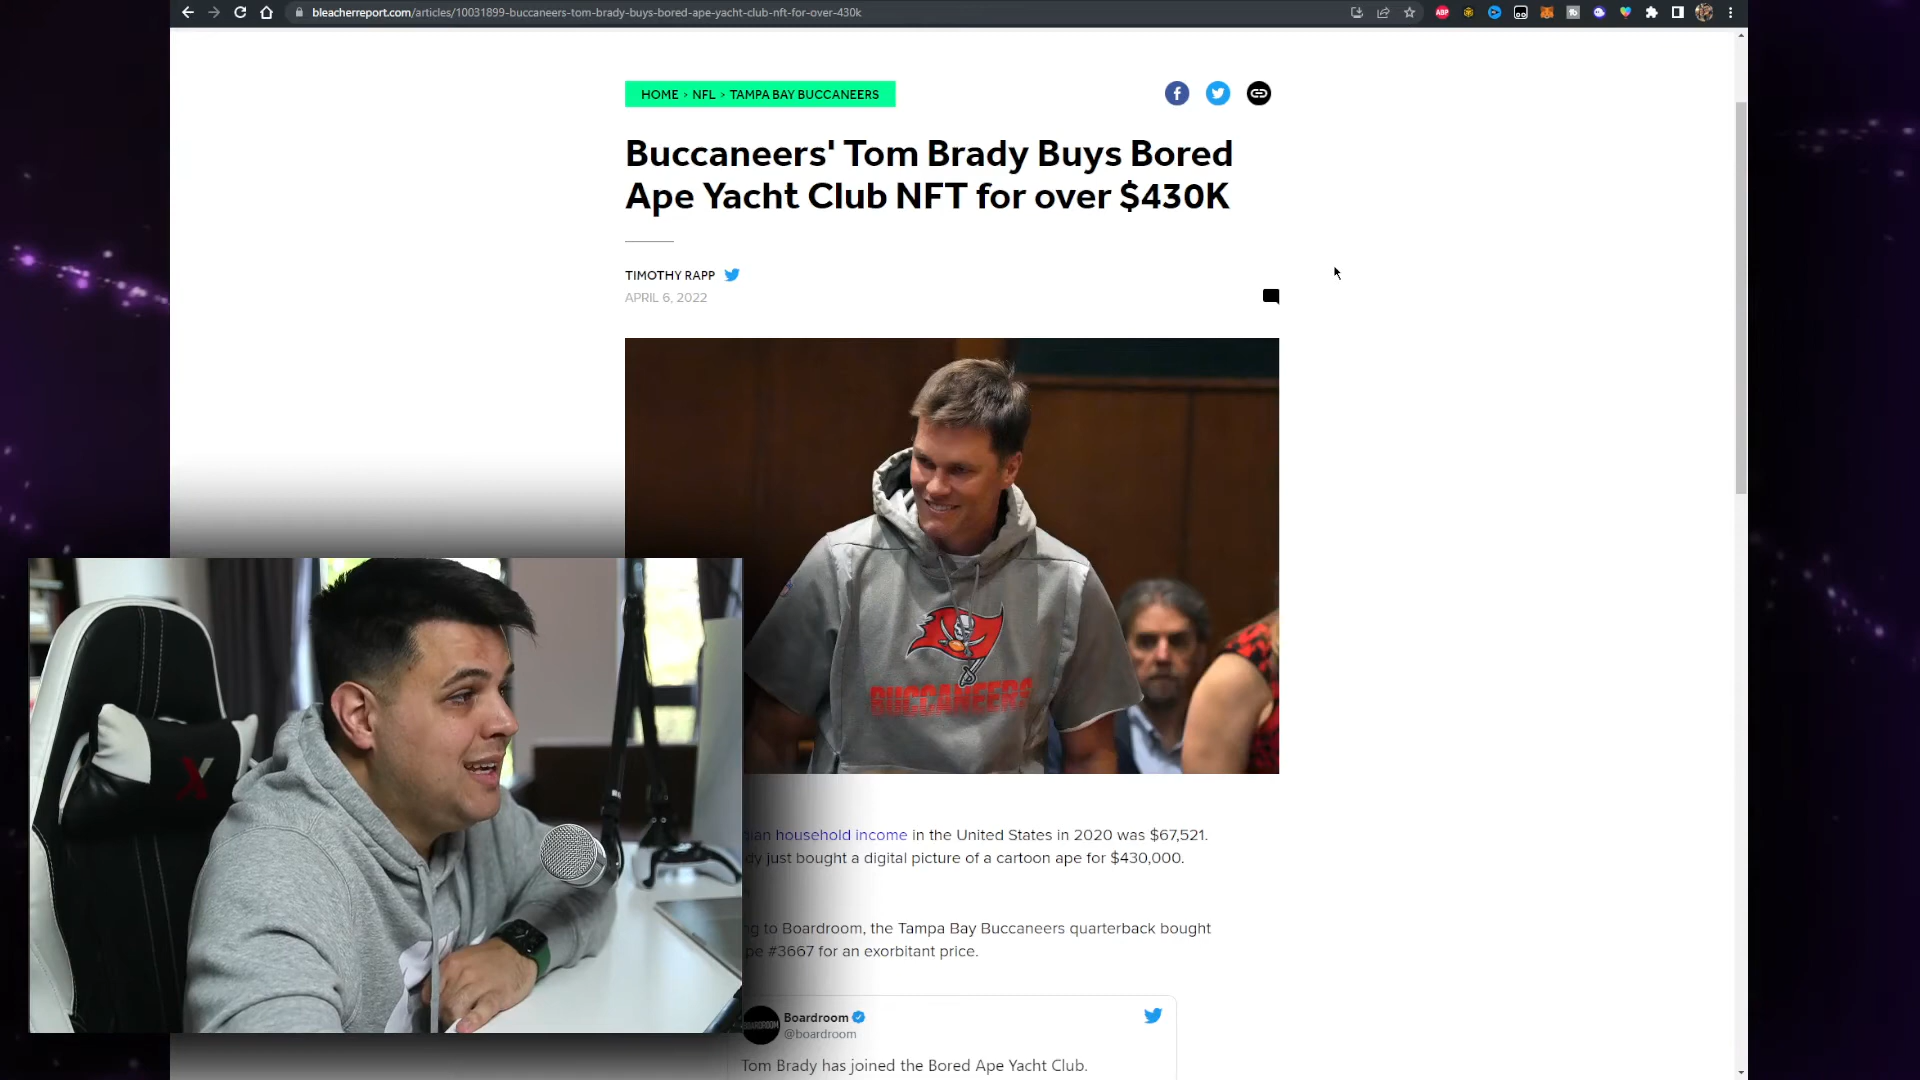 bleacherreport.com/articles/10031899-buccaneers-tom-brady-buys-bored-ape-yacht-club-nft-for-over-430k
ABP
HOME > NFL > TAMPA BAY BUCCANEERS
Buccaneers' Tom Brady Buys Bored
Ape Yacht Club NFT for over $430K
TIMOTHY RAPP
APRIL 6, 2022
BUCCANEERS
X
household income in the United States in 2020 was $67,521.
just bought a digital picture of a cartoon ape for $430,000.
to Boardroom, the Tampa Bay Buccaneers quarterback bought
#3667 for an exorbitant price.
BOARDROOM
Boardroom
@boardroom
Tom Brady has joined the Bored Ape Yacht Club.